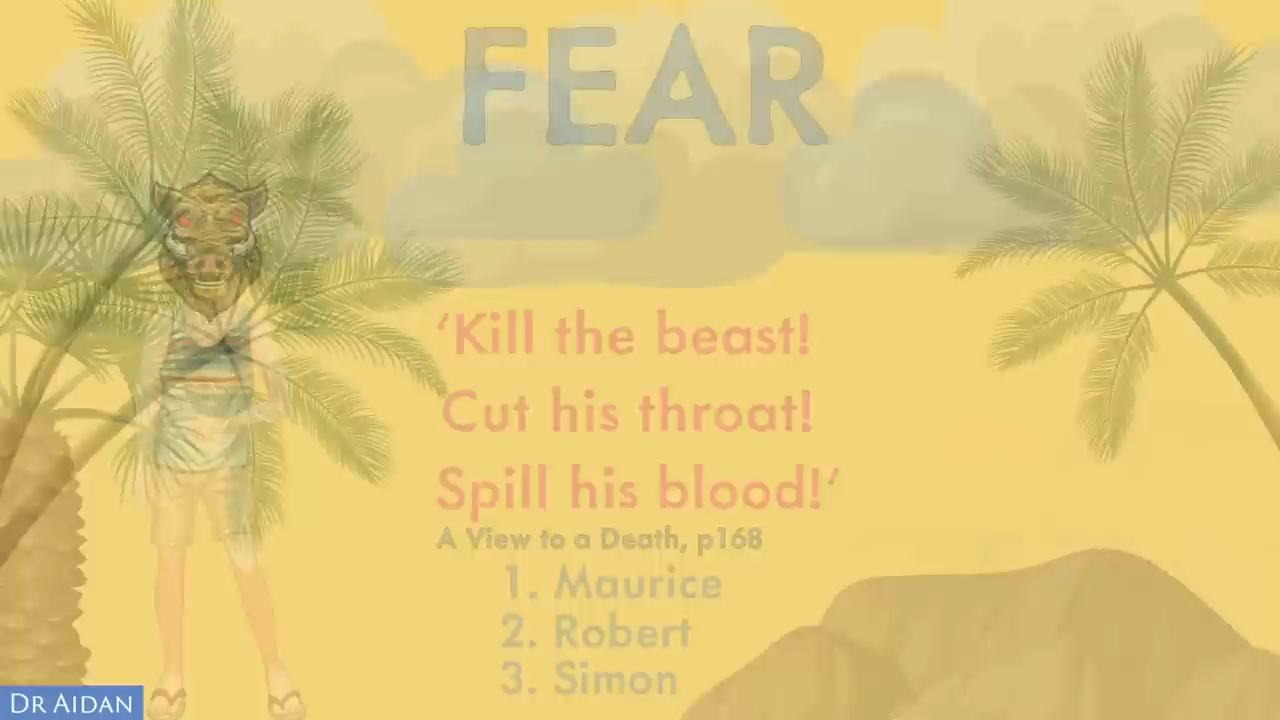 FEAR
‘Kill the beast!
Cut his throat!
Spill his blood!’
A View to a Death, p168
1. Maurice
2. Robert
3. Simon
DR AIDAN